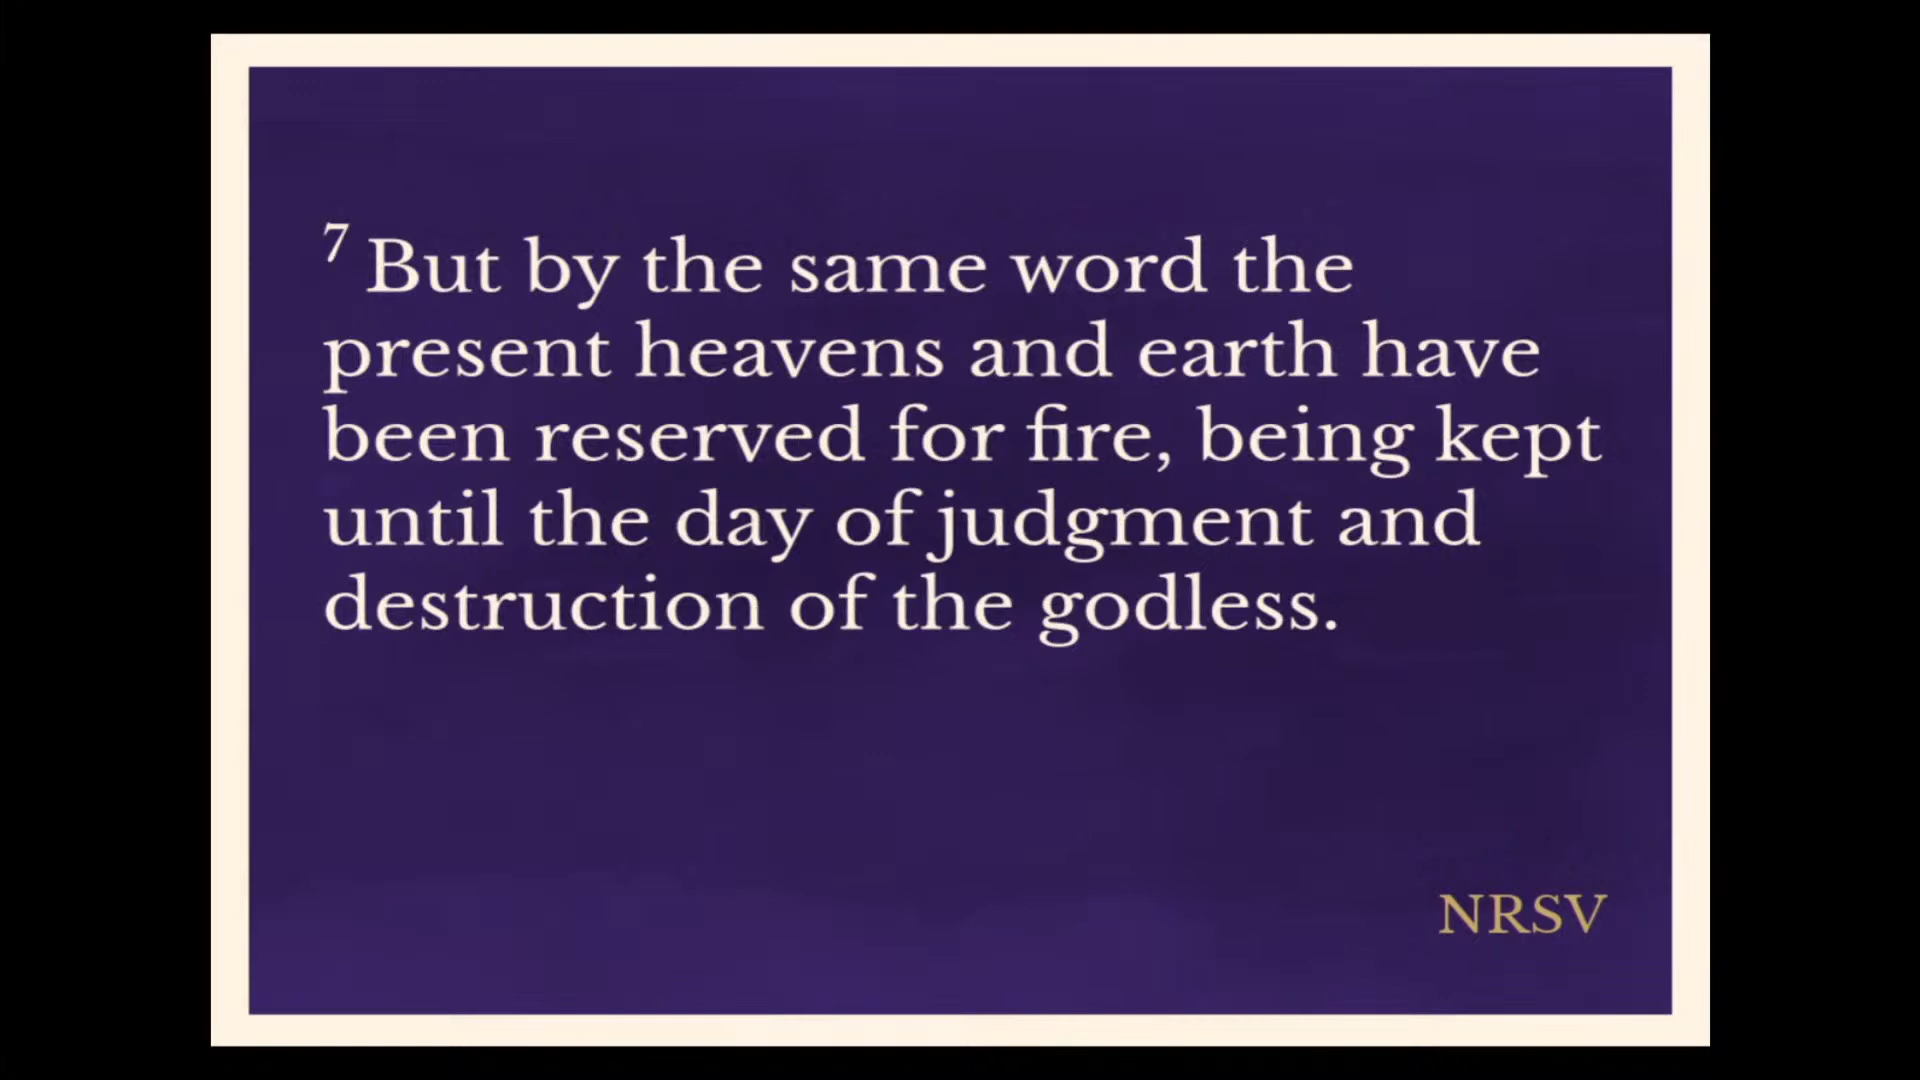 7 But by the same word the
present heavens and earth have
been reserved for fire, being kept
until the day of judgment and
destruction of the godless.
NRSV